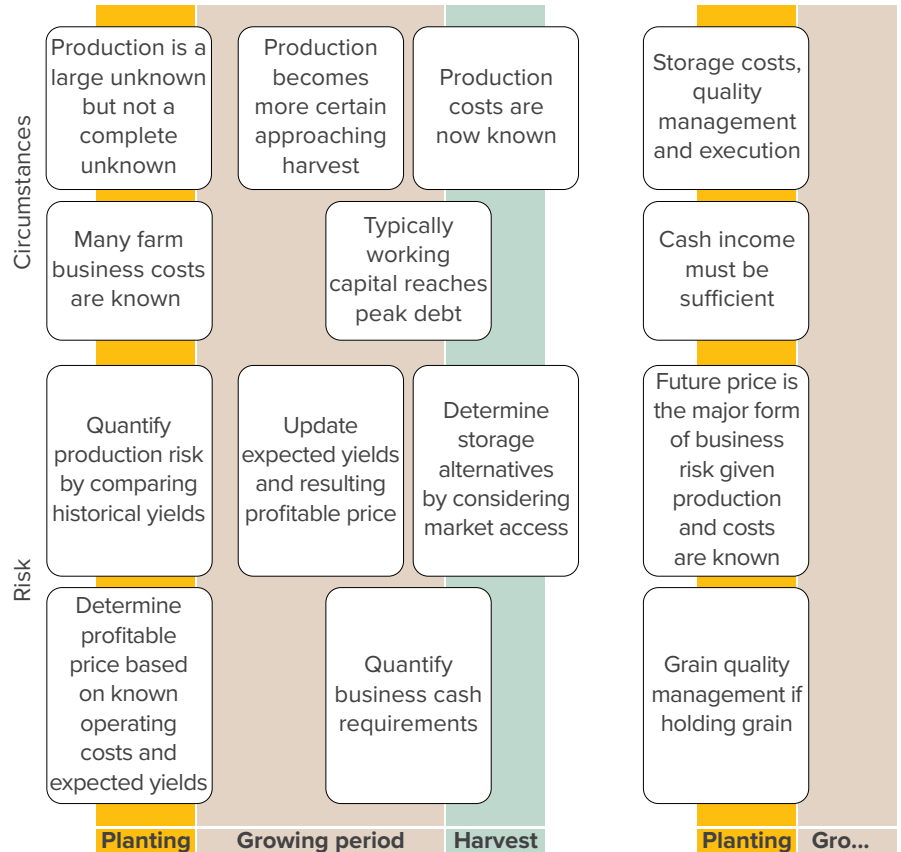 Circumstances
Production is a
large unknown
but not a
complete
unknown
Production
becomes
more certain
approaching
harvest
Production
costs are
now known
Storage costs,
quality
management
and execution
Many farm
business costs
are known
Typically
working
capital reaches
peak debt
Cash income
must be
sufficient
Risk
Quantify
production risk
by comparing
historical yields
Update
expected yields
and resulting
profitable price
Determine
storage
alternatives
by considering
market access
Future price is
the major form
of business
risk given
production
and costs
are known
Determine
profitable
price based
on known
operating
costs and
expected yields
Quantify
business cash
requirements
Grain quality
management if
holding grain
Planting
Growing period
Harvest
Planting
Gro...